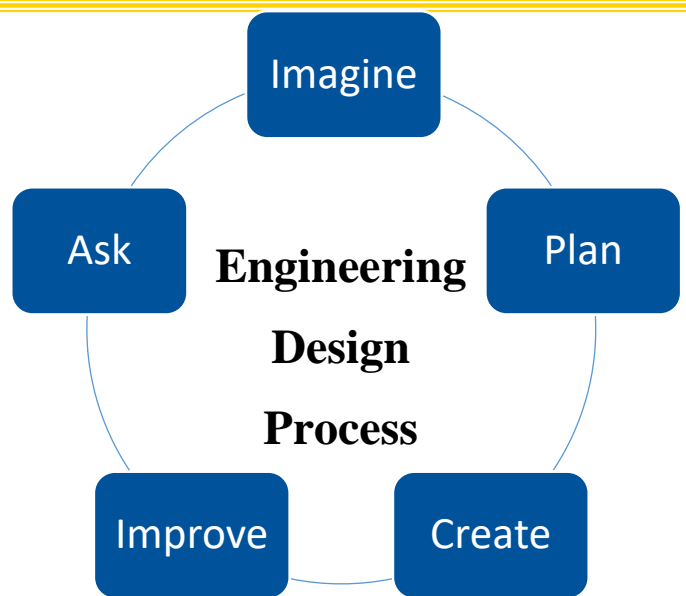 Imagine
Ask
Plan
Engineering
Design
Process
Improve
Create